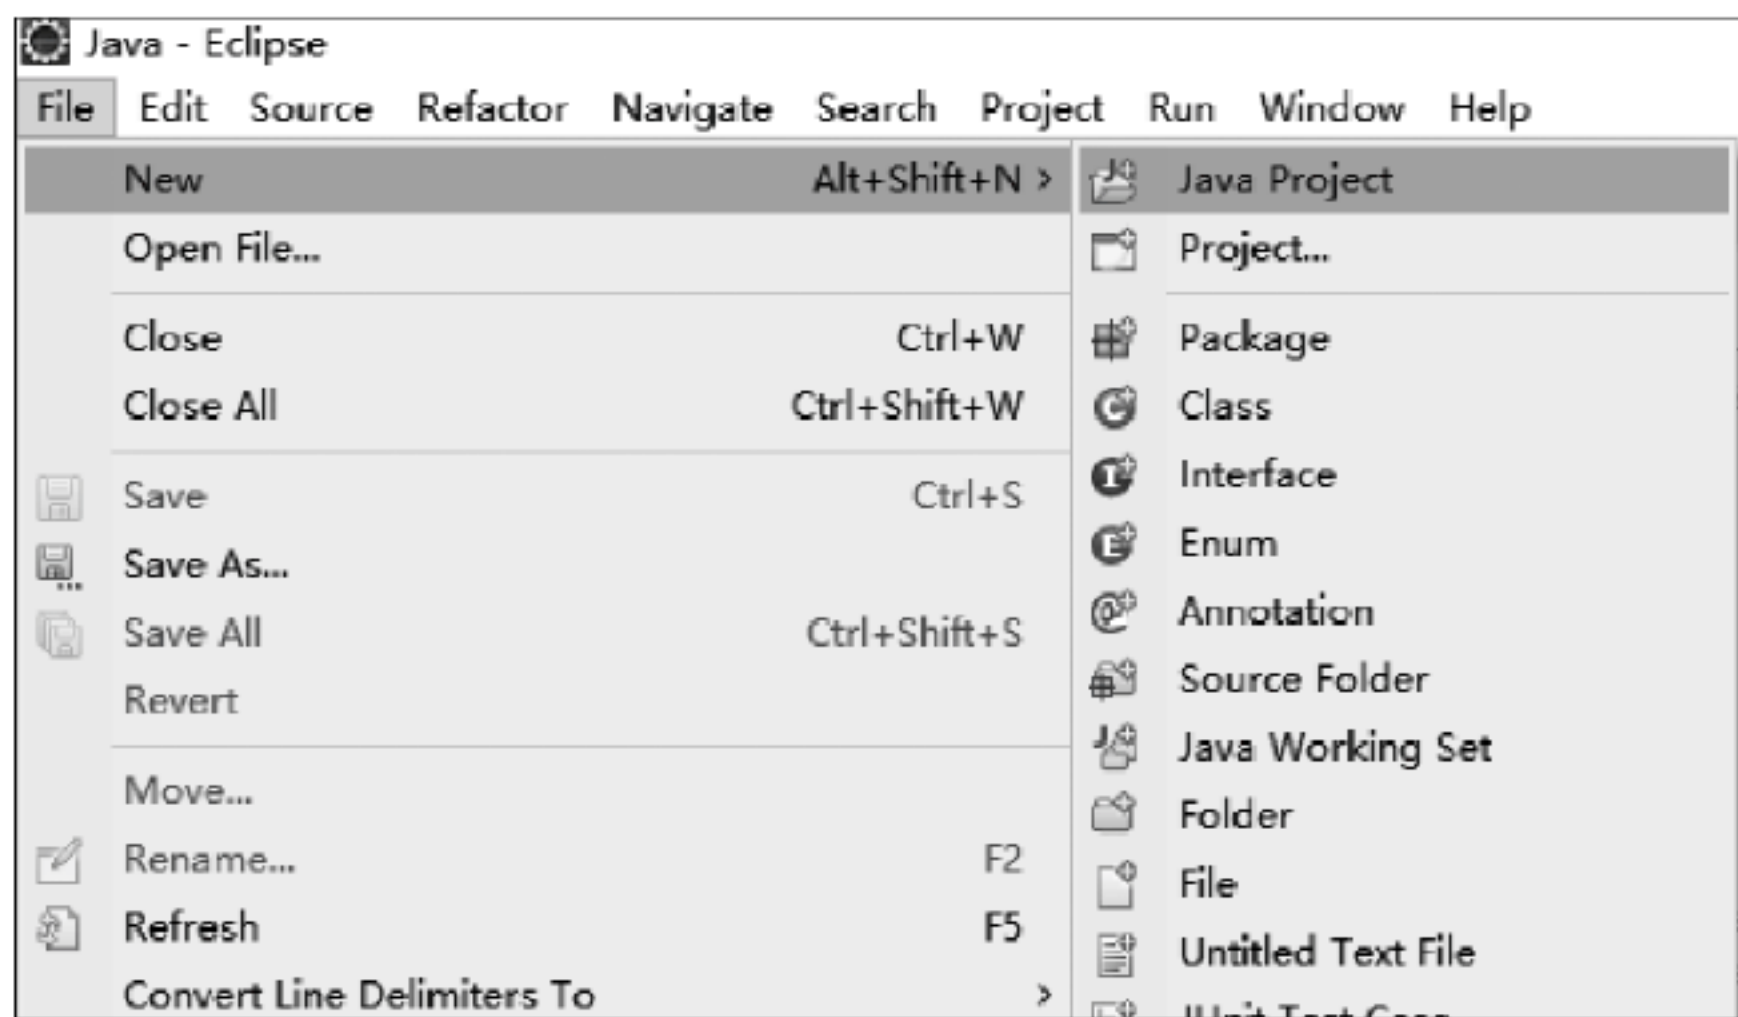 Java - Eclipse
File Edit Source Refactor Navigate Search Project Run Window Help
New Alt+Shift+N >
Open File...
Close Ctrl+W
Close All Ctrl+Shift+W
Save Ctrl+S
Save As...
Save All Ctrl+Shift+S
Revert
Move...
Rename... F2
Refresh F5
Convert Line Delimiters To >
Java Project
Project...
Package
Class
Interface
Enum
Annotation
Source Folder
Java Working Set
Folder
File
Untitled Text File
JUnit Test Case